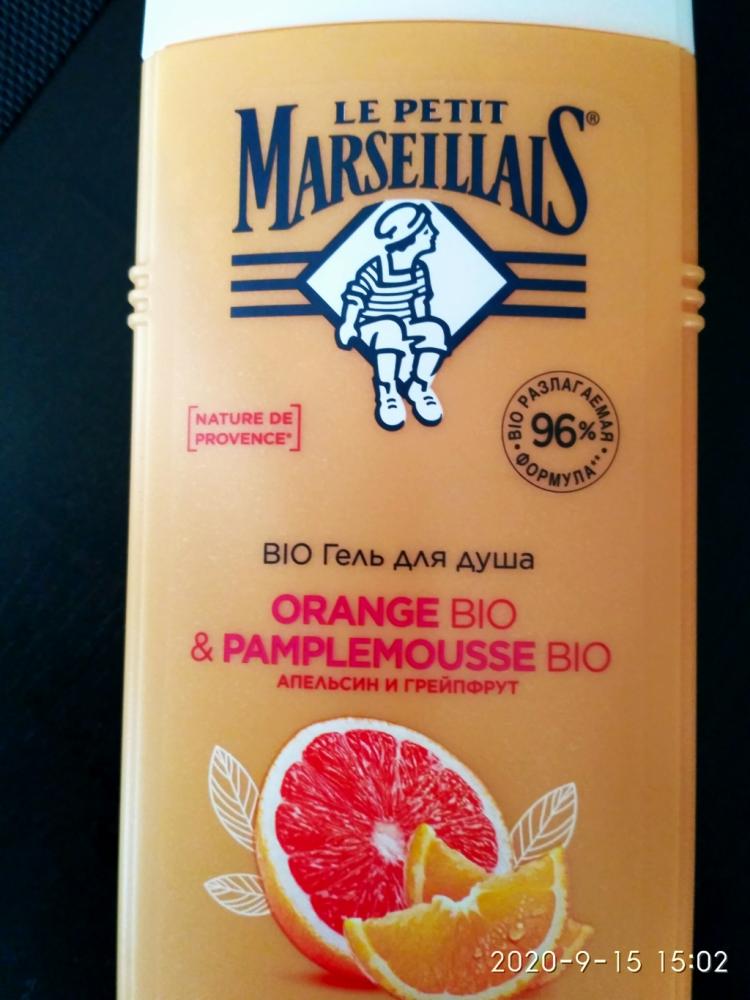 LE PETIT
MARSEILLAIS®
[NATURE DE
PROVENCE*]
BIO РАЗЛАГАЕМАЯ
96%
• ФОРМУЛА** •
BIO Гель для душа
ORANGE BIO
& PAMPLEMOUSSE BIO
АПЕЛЬСИН И ГРЕЙПФРУТ
2020-9-15 15:02